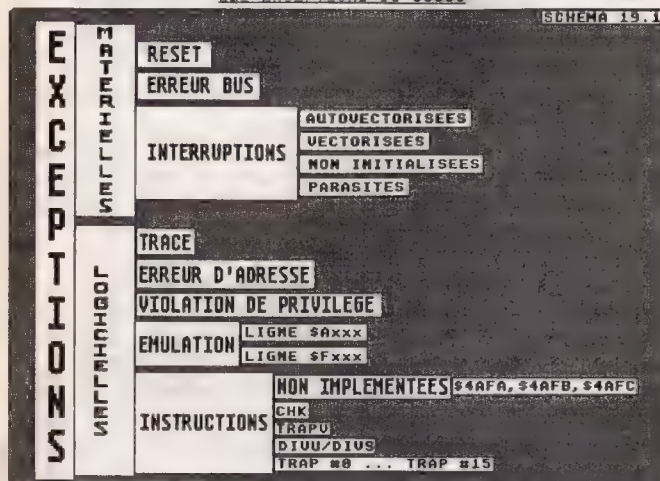 SCHEMA 19.1
EXCEPTIONS
MATERIELLES
RESET
ERREUR BUS
INTERRUPTIONS
AUTOVECTORISEES
VECTORISEES
NON INITIALISEES
PARASITES
LOGICIELLES
TRACE
ERREUR D'ADRESSE
VIOLATION DE PRIVILEGE
EMULATION
LIGNE $Axxx
LIGNE $Fxxx
INSTRUCTIONS
NON IMPLEMENTEES $4AFA, $4AFB, $4AFC
CHK
TRAPV
DIVU/DIVS
TRAP #0 ... TRAP #15